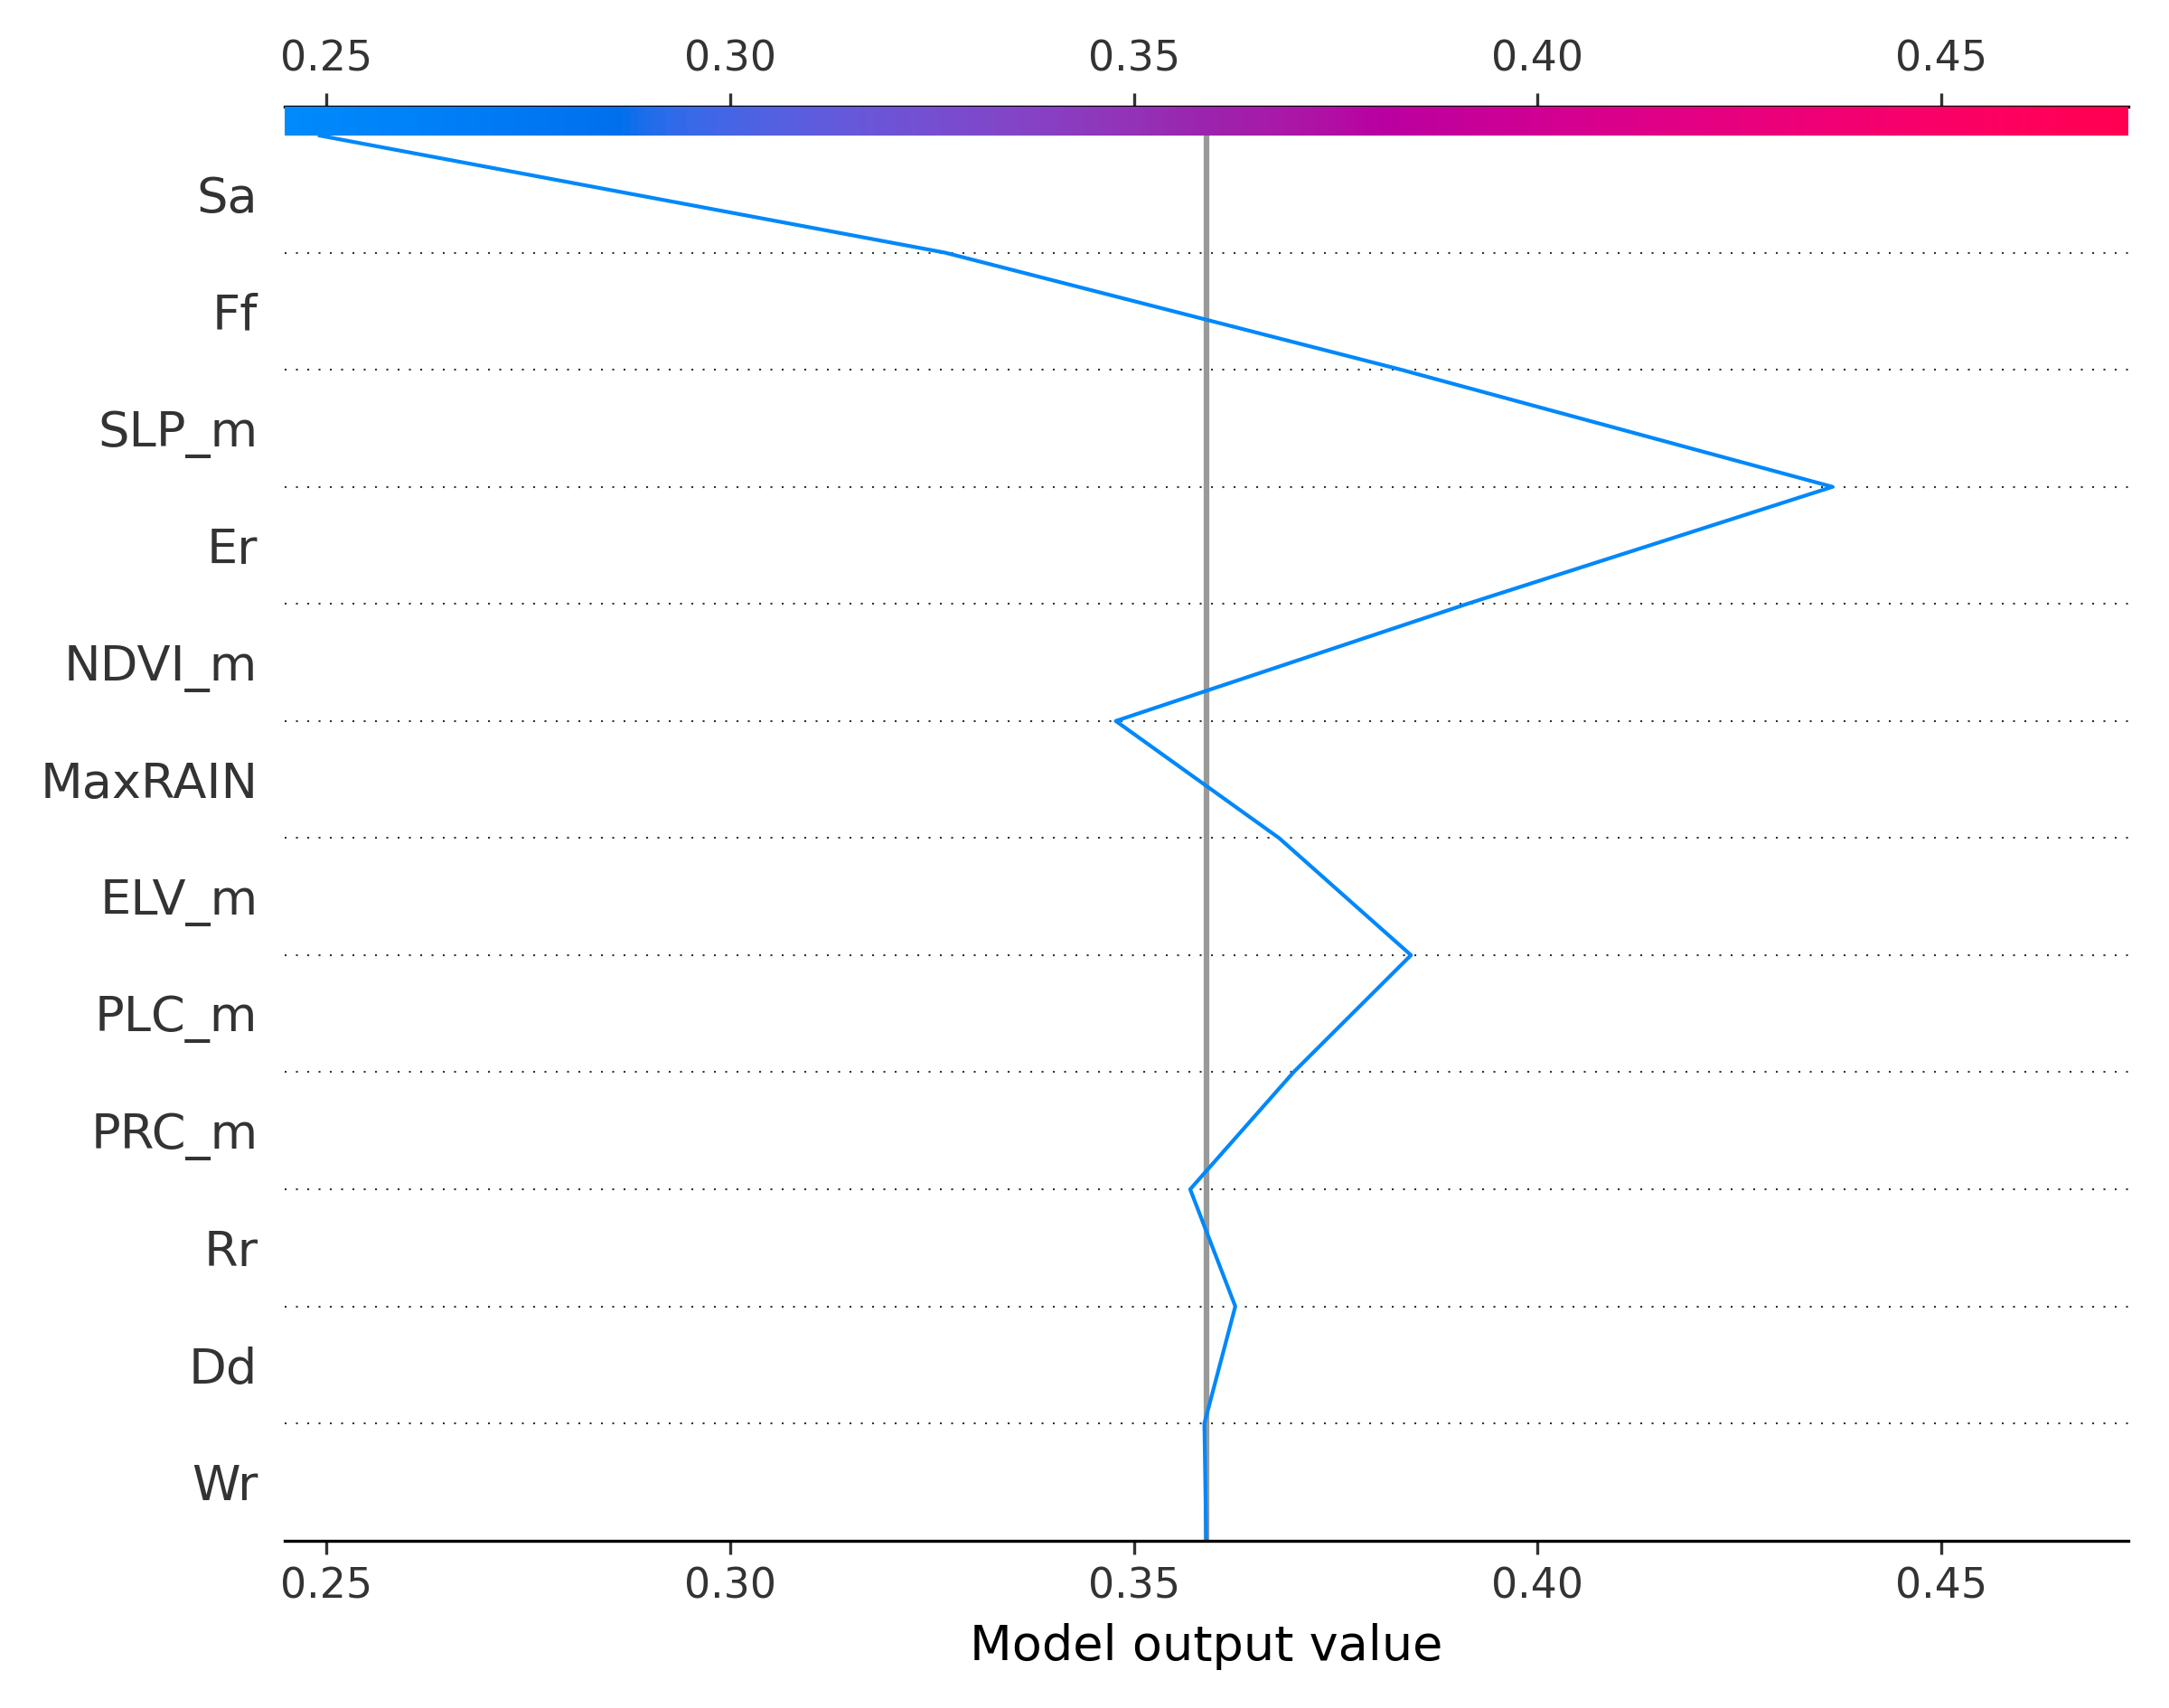 0.25 0.30 0.35 0.40 0.45
Sa
Ff
SLP_m
Er
NDVI_m
MaxRAIN
ELV_m
PLC_m
PRC_m
Rr
Dd
Wr
0.25 0.30 0.35 0.40 0.45
Model output value